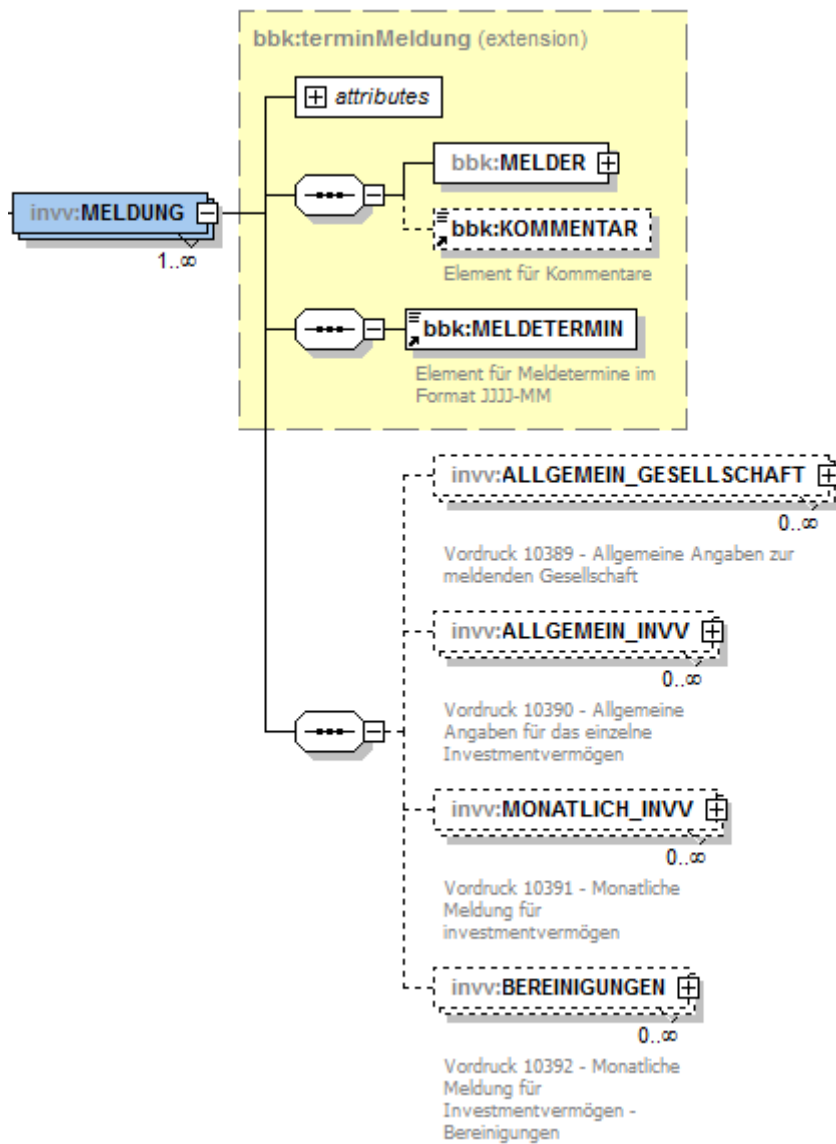 bbk:terminMeldung (extension)
attributes
bbk:MELDER
invv:MELDUNG
1..∞
bbk:KOMMENTAR
Element für Kommentare
bbk:MELDETERMIN
Element für Meldetermine im
Format JJJJ-MM
invv:ALLGEMEIN_GESELLSCHAFT
0..∞
Vordruck 10389 - Allgemeine Angaben zur
meldenden Gesellschaft
invv:ALLGEMEIN_INVV
0..∞
Vordruck 10390 - Allgemeine
Angaben für das einzelne
Investmentvermögen
invv:MONATLICH_INVV
0..∞
Vordruck 10391 - Monatliche
Meldung für
investmentvermögen
invv:BEREINIGUNGEN
0..∞
Vordruck 10392 - Monatliche
Meldung für
Investmentvermögen -
Bereinigungen